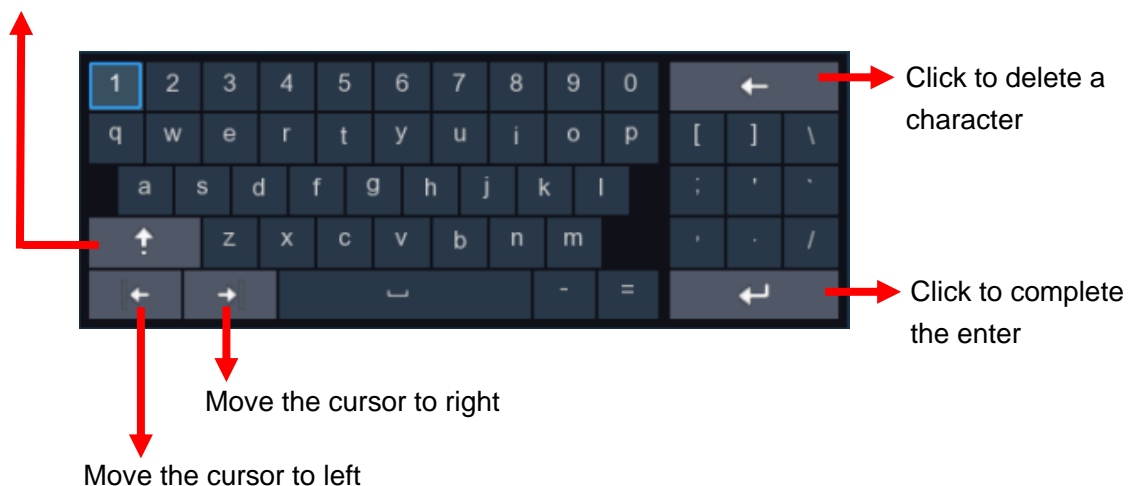 1 2 3 4 5 6 7 8 9 0
Click to delete a
character
q w e r t y u i o p [ ] \
a s d f g h j k l ; ' `
z x c v b n m , . /
- =
Click to complete
the enter
Move the cursor to right
Move the cursor to left